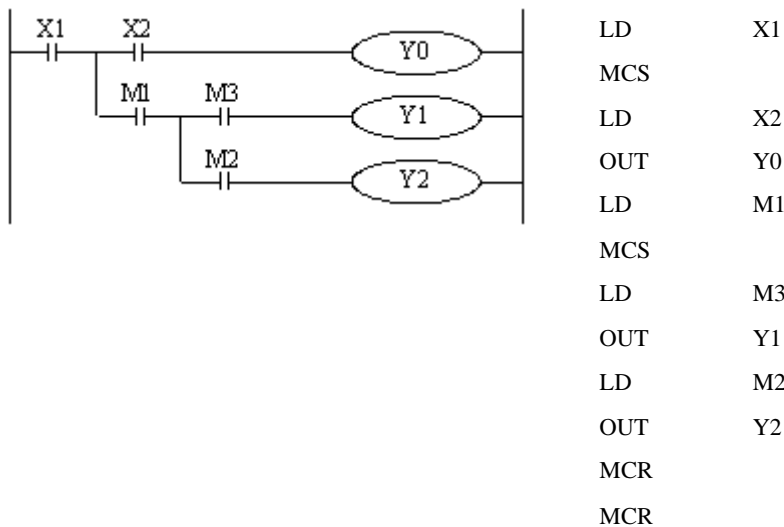 X1 X2 Y0
M1 M3 Y1
M2 Y2
LD X1
MCS
LD X2
OUT Y0
LD M1
MCS
LD M3
OUT Y1
LD M2
OUT Y2
MCR
MCR